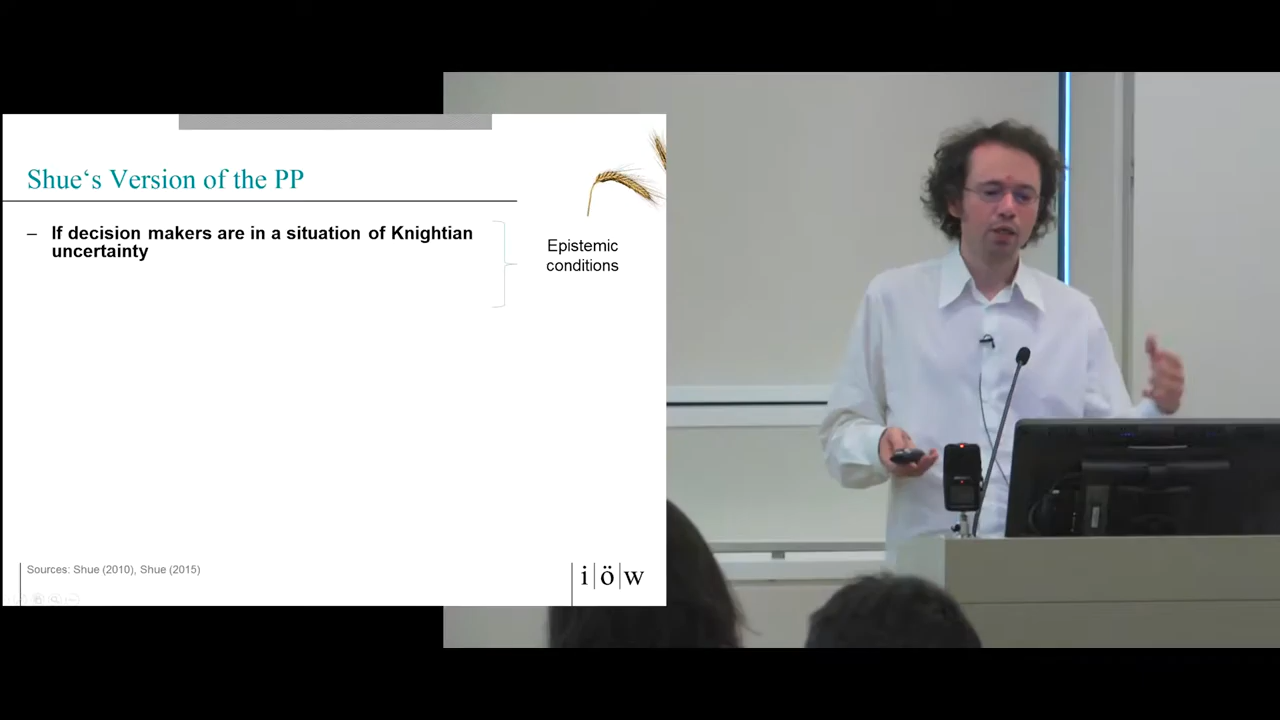 Shue‘s Version of the PP
– If decision makers are in a situation of Knightian
uncertainty
Epistemic
conditions
Sources: Shue (2010), Shue (2015)
i|ö|w